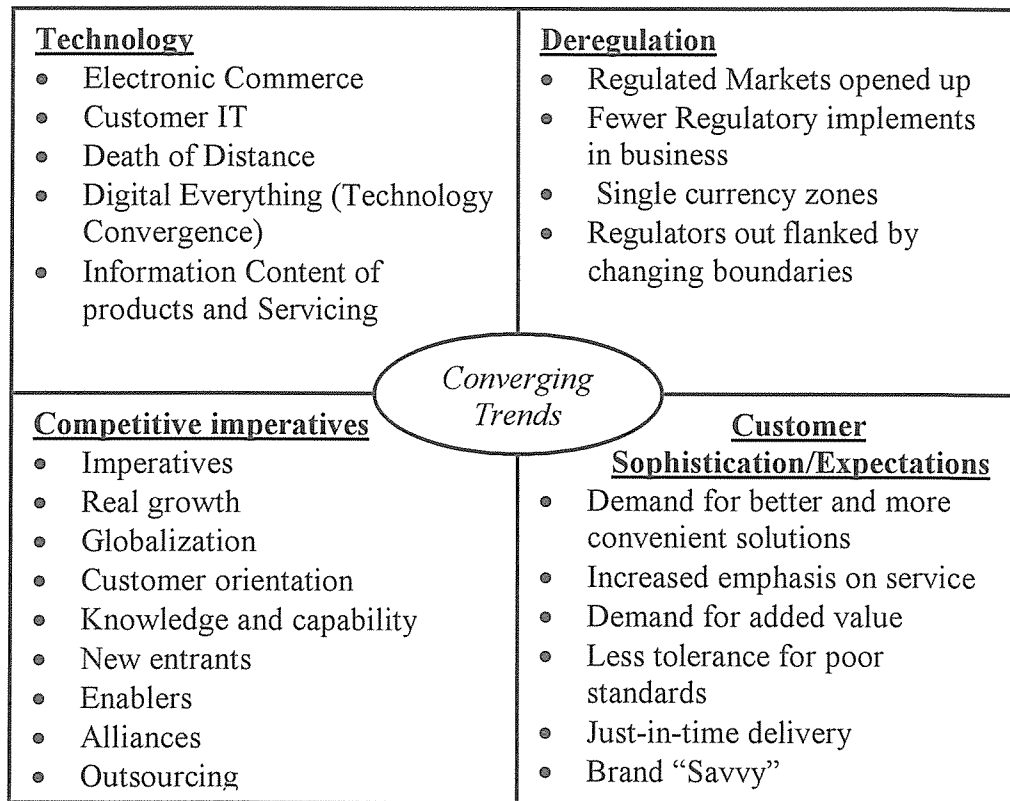 Technology
• Electronic Commerce
• Customer IT
• Death of Distance
• Digital Everything (Technology
Convergence)
• Information Content of
products and Servicing
Deregulation
• Regulated Markets opened up
• Fewer Regulatory implements
in business
• Single currency zones
• Regulators out flanked by
changing boundaries
Converging
Trends
Competitive imperatives
• Imperatives
• Real growth
• Globalization
• Customer orientation
• Knowledge and capability
• New entrants
• Enablers
• Alliances
• Outsourcing
Customer
Sophistication/Expectations
• Demand for better and more
convenient solutions
• Increased emphasis on service
• Demand for added value
• Less tolerance for poor
standards
• Just-in-time delivery
• Brand “Savvy”